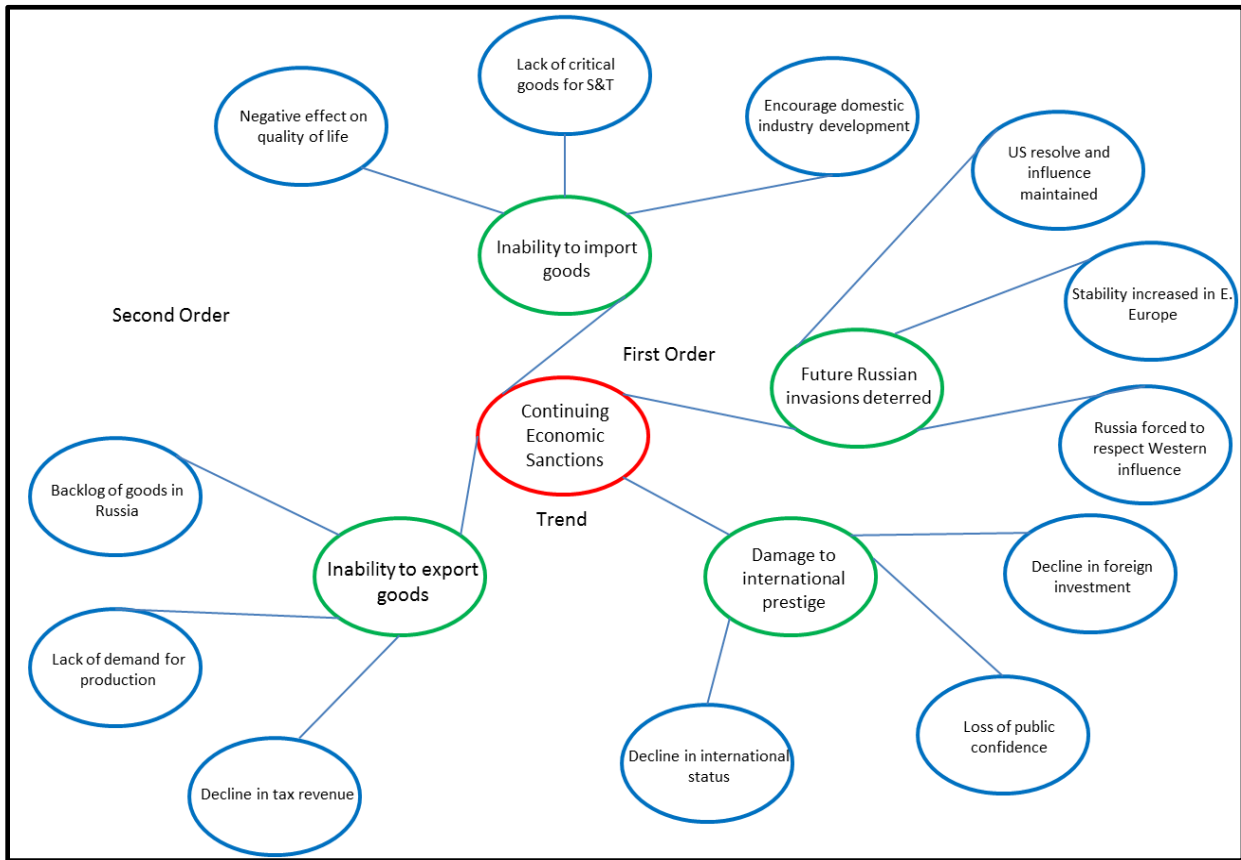 Lack of critical
goods for S&T
Negative effect on
quality of life
Encourage domestic
industry development
US resolve and
influence
maintained
Inability to import
goods
Stability increased in E.
Europe
Second Order
First Order
Future Russian
invasions deterred
Continuing
Economic
Sanctions
Russia forced to
respect Western
influence
Backlog of goods in
Russia
Trend
Inability to export
goods
Damage to
international
prestige
Decline in foreign
investment
Lack of demand for
production
Loss of public
confidence
Decline in international
status
Decline in tax revenue